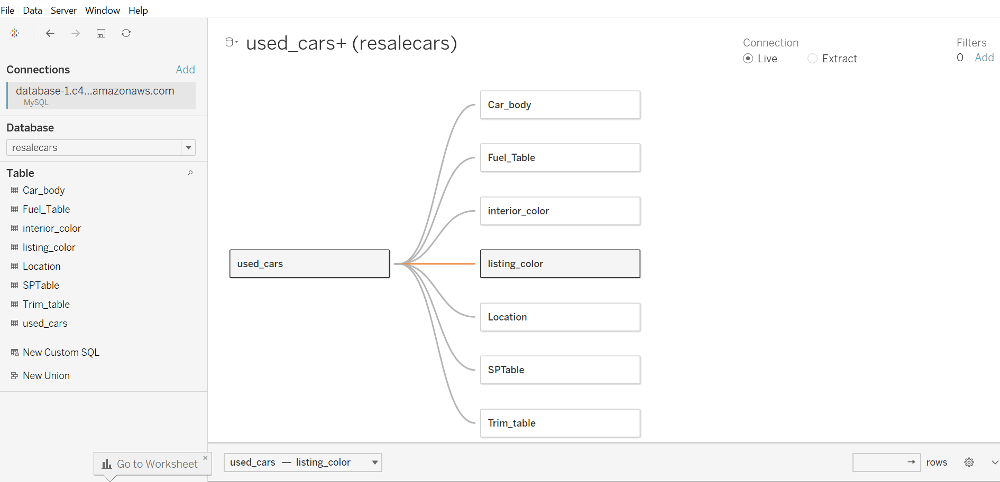 File Data Server Window Help
used_cars+ (resalecars)
Connection
Live Extract
Filters
0 Add
Connections Add
database-1.c4...amazonaws.com
MySQL
Database
resalecars
Table
Car_body
Fuel_Table
interior_color
listing_color
Location
SPTable
Trim_table
used_cars
New Custom SQL
New Union
Go to Worksheet
used_cars
Car_body
Fuel_Table
interior_color
listing_color
Location
SPTable
Trim_table
used_cars — listing_color
rows